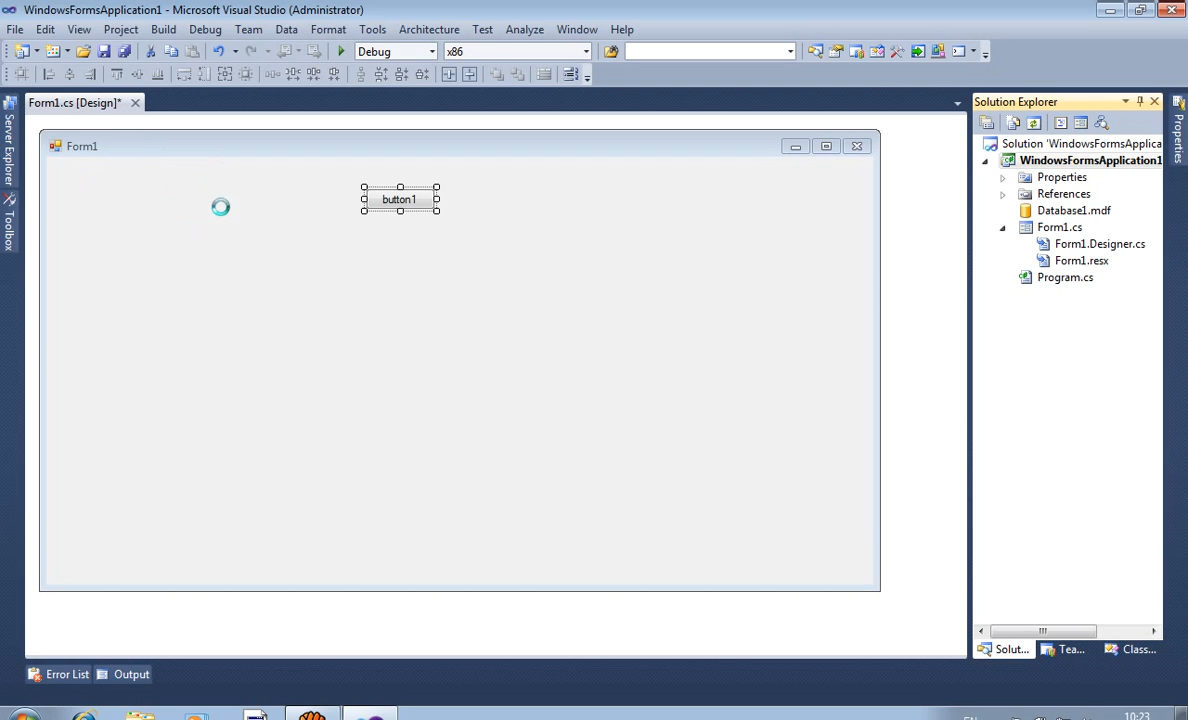 WindowsFormsApplication1 - Microsoft Visual Studio (Administrator)
File Edit View Project Build Debug Team Data Format Tools Architecture Test Analyze Window Help
Debug x86
Form1.cs [Design]* Solution Explorer
Server Explorer
Toolbox
Properties
Form1
button1
Solution 'WindowsFormsApplica
WindowsFormsApplication1
Properties
References
Database1.mdf
Form1.cs
Form1.Designer.cs
Form1.resx
Program.cs
Solut... Tea... Class...
Error List Output
10:23